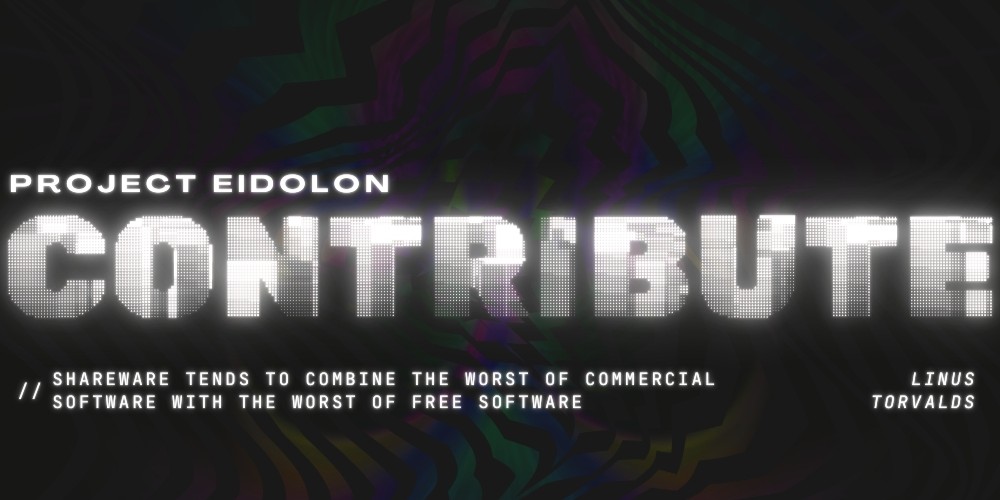 PROJECT EIDOLON
CONTRIBUTE
// SHAREWARE TENDS TO COMBINE THE WORST OF COMMERCIAL
SOFTWARE WITH THE WORST OF FREE SOFTWARE
LINUS
TORVALDS